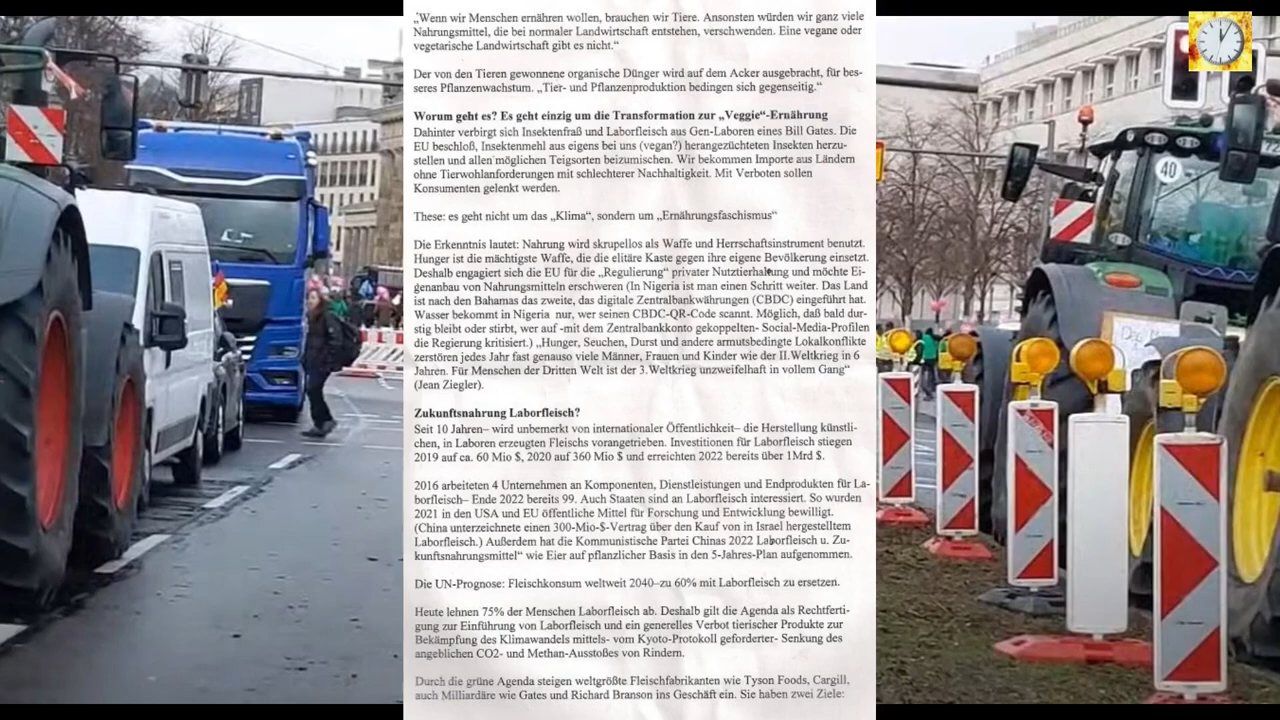 „Wenn wir Menschen ernähren wollen, brauchen wir Tiere. Ansonsten würden wir ganz viele
Nahrungsmittel, die bei normaler Landwirtschaft entstehen, verschwenden. Eine vegane oder
vegetarische Landwirtschaft gibt es nicht.“
Der von den Tieren gewonnene organische Dünger wird auf dem Acker ausgebracht, für bes-
seres Pflanzenwachstum. „Tier- und Pflanzenproduktion bedingen sich gegenseitig.“
Worum geht es? Es geht einzig um die Transformation zur „Veggie“-Ernährung
Dahinter verbirgt sich Insektenfraß und Laborfleisch aus Gen-Laboren eines Bill Gates. Die
EU beschloß, Insektenmehl aus eigens bei uns (vegan?) herangezüchteten Insekten herzu-
stellen und allen möglichen Teigsorten beizumischen. Wir bekommen Importe aus Ländern
ohne Tierwohlanforderungen mit schlechterer Nachhaltigkeit. Mit Verboten sollen
Konsumenten gelenkt werden.
These: es geht nicht um das „Klima“, sondern um „Ernährungsfaschismus“
Die Erkenntnis lautet: Nahrung wird skrupellos als Waffe und Herrschaftsinstrument benutzt.
Hunger ist die mächtigste Waffe, die die elitäre Kaste gegen ihre eigene Bevölkerung einsetzt.
Deshalb engagiert sich die EU für die „Regulierung“ privater Nutztierhaltung und möchte Ei-
genanbau von Nahrungsmitteln erschweren (In Nigeria ist man einen Schritt weiter. Das Land
ist nach den Bahamas das zweite, das digitale Zentralbankwährungen (CBDC) eingeführt hat.
Wasser bekommt in Nigeria nur, wer seinen CBDC-QR-Code scannt. Möglich, daß bald dur-
stig bleibt oder stirbt, wer auf -mit dem Zentralbankkonto gekoppelten- Social-Media-Profilen
die Regierung kritisiert.) „Hunger, Seuchen, Durst und andere armutsbedingte Lokalkonflikte
zerstören jedes Jahr fast genauso viele Männer, Frauen und Kinder wie der II.Weltkrieg in 6
Jahren. Für Menschen der Dritten Welt ist der 3.Weltkrieg unzweifelhaft in vollem Gang“
(Jean Ziegler).
Zukunftsnahrung Laborfleisch?
Seit 10 Jahren– wird unbemerkt von internationaler Öffentlichkeit– die Herstellung künstli-
chen, in Laboren erzeugten Fleischs vorangetrieben. Investitionen für Laborfleisch stiegen
2019 auf ca. 60 Mio $, 2020 auf 360 Mio $ und erreichten 2022 bereits über 1Mrd $.
2016 arbeiteten 4 Unternehmen an Komponenten, Dienstleistungen und Endprodukten für La-
borfleisch– Ende 2022 bereits 99. Auch Staaten sind an Laborfleisch interessiert. So wurden
2021 in den USA und EU öffentliche Mittel für Forschung und Entwicklung bewilligt.
(China unterzeichnete einen 300-Mio-$-Vertrag über den Kauf von in Israel hergestelltem
Laborfleisch.) Außerdem hat die Kommunistische Partei Chinas 2022 Laborfleisch u. Zu-
kunftsnahrungsmittel“ wie Eier auf pflanzlicher Basis in den 5-Jahres-Plan aufgenommen.
Die UN-Prognose: Fleischkonsum weltweit 2040–zu 60% mit Laborfleisch zu ersetzen.
Heute lehnen 75% der Menschen Laborfleisch ab. Deshalb gilt die Agenda als Rechtferti-
gung zur Einführung von Laborfleisch und ein generelles Verbot tierischer Produkte zur
Bekämpfung des Klimawandels mittels- vom Kyoto-Protokoll geforderter- Senkung des
angeblichen CO2- und Methan-Ausstoßes von Rindern.
Durch die grüne Agenda steigen weltgrößte Fleischfabrikanten wie Tyson Foods, Cargill,
auch Milliardäre wie Gates und Richard Branson ins Geschäft ein. Sie haben zwei Ziele:
40